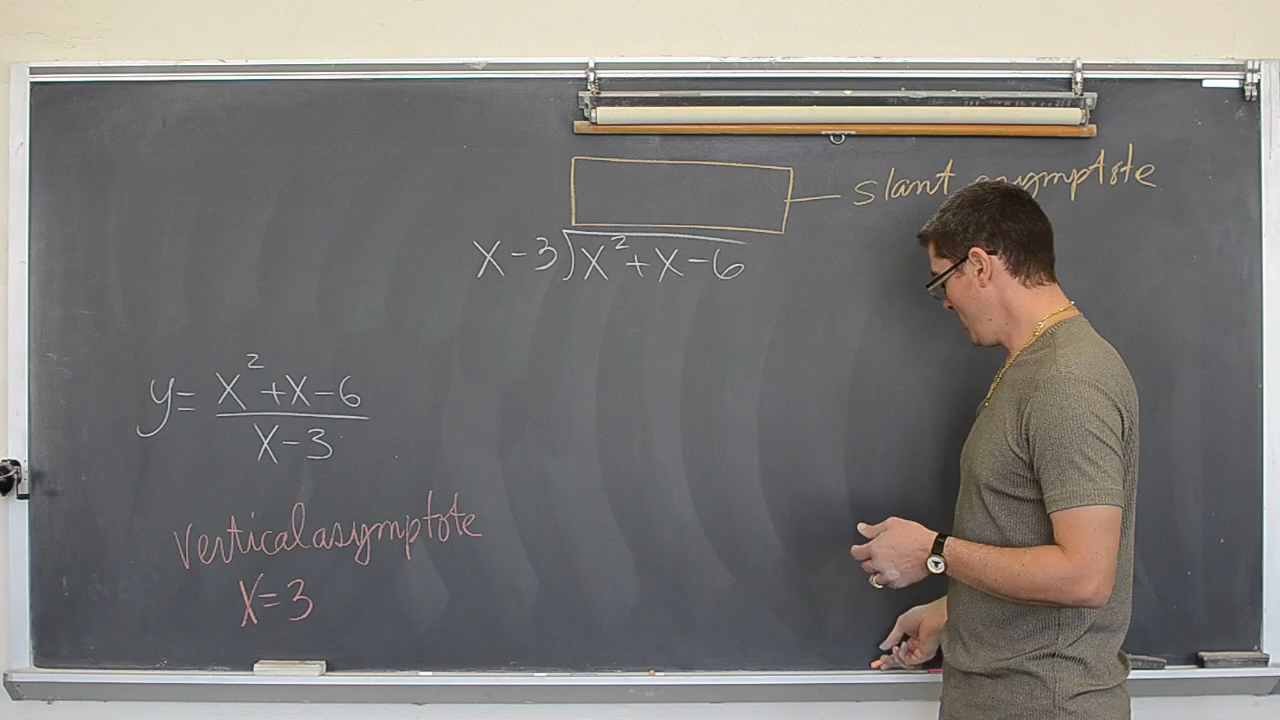 slant asymptote
x-3)x²+x-6
y= x²+x-6
x-3
Vertical asymptote
x=3